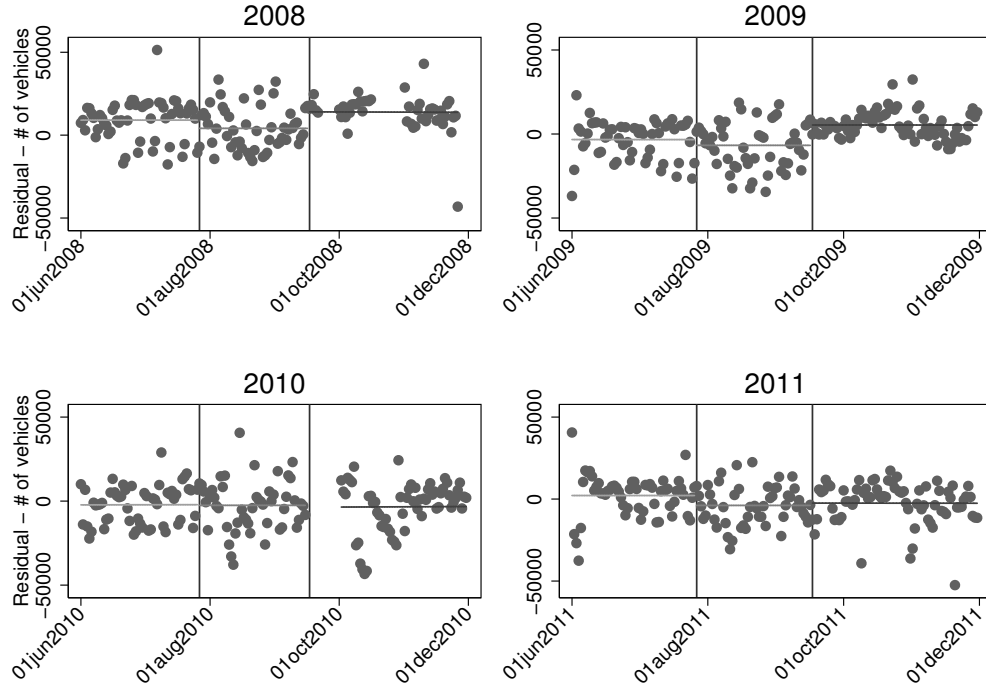 2008
Residual − # of vehicles
50000
0
−50000
01jun2008
01aug2008
01oct2008
01dec2008
2009
50000
0
−50000
01jun2009
01aug2009
01oct2009
01dec2009
2010
Residual − # of vehicles
50000
0
−50000
01jun2010
01aug2010
01oct2010
01dec2010
2011
50000
0
−50000
01jun2011
01aug2011
01oct2011
01dec2011